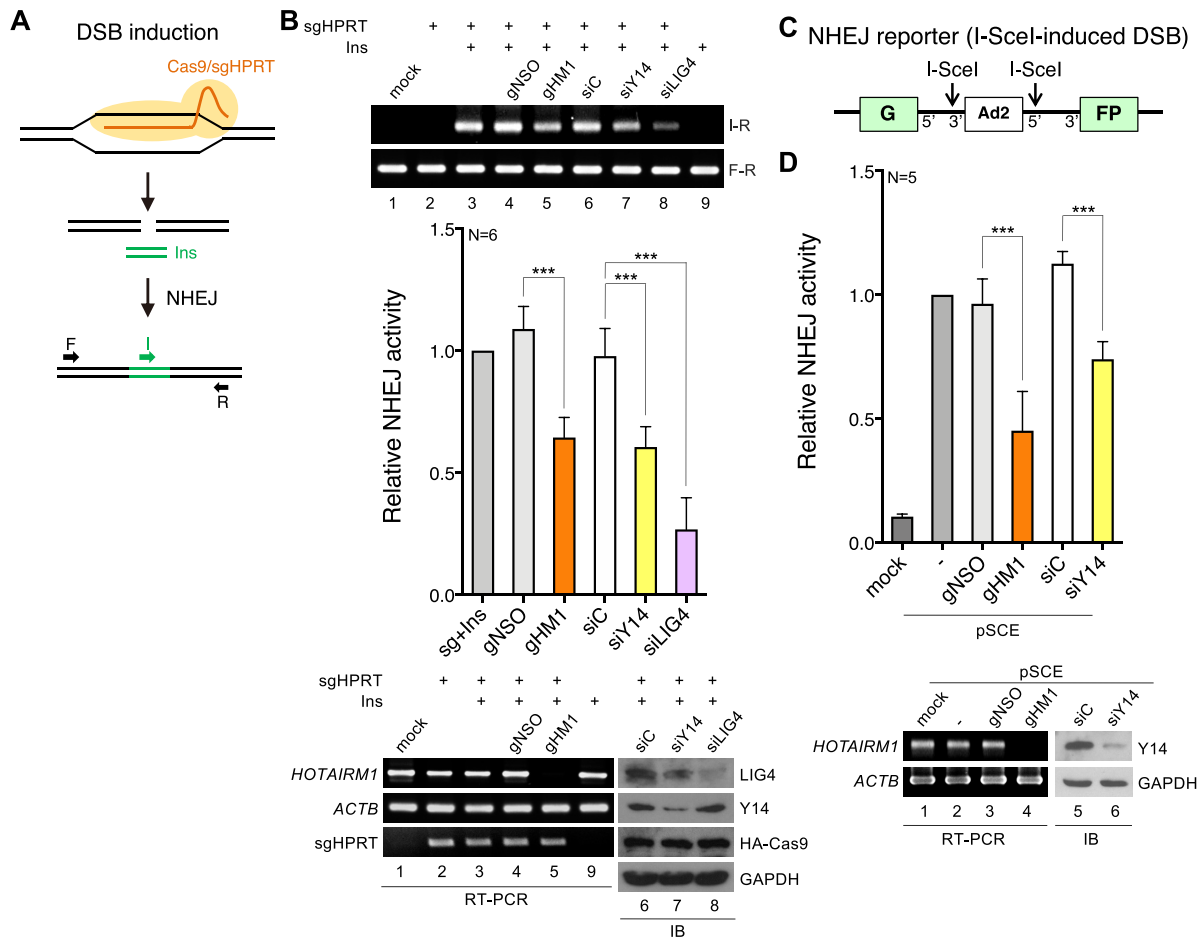 A
DSB induction
Cas9/sgHPRT
Ins
NHEJ
F
I
R
B
sgHPRT + + + + + + +
Ins + + + + + + +
mock gNSO gHM1 siC siY14 siLIG4
I-R
F-R
1 2 3 4 5 6 7 8 9
N=6
Relative NHEJ activity
1.5
1.0
0.5
0.0
***
***
***
sg+Ins gNSO gHM1 siC siY14 siLIG4
sgHPRT + + + + + + +
Ins + + + + + + +
mock gNSO gHM1 siC siY14 siLIG4
HOTAIRM1
ACTB
sgHPRT
LIG4
Y14
HA-Cas9
GAPDH
1 2 3 4 5 9
RT-PCR
6 7 8
IB
C
NHEJ reporter (I-SceI-induced DSB)
I-SceI I-SceI
G 5’ 3’ Ad2 5’ 3’ FP
D
N=5
Relative NHEJ activity
1.5
1.0
0.5
0.0
***
***
mock - gNSO gHM1 siC siY14
pSCE
pSCE
mock - gNSO gHM1 siC siY14
HOTAIRM1
ACTB
Y14
GAPDH
1 2 3 4 5 6
RT-PCR IB